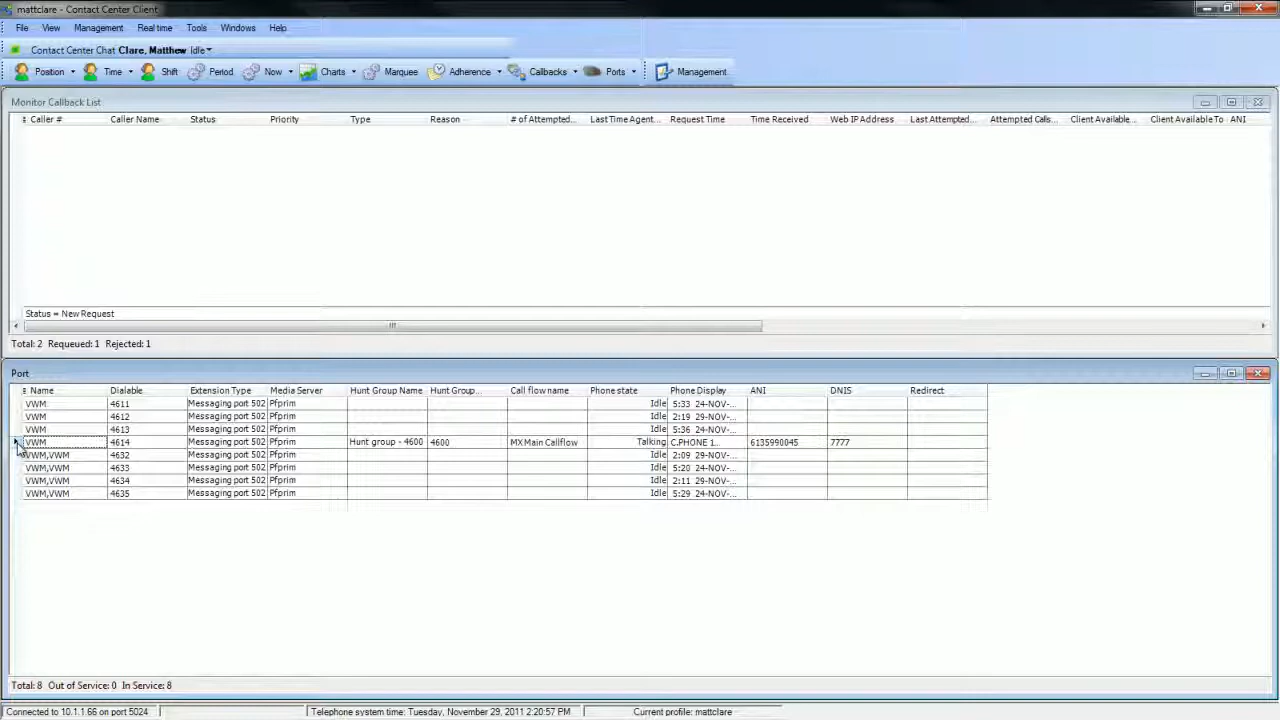 mattclare - Contact Center Client
File View Management Real time Tools Windows Help
Contact Center Chat Clare, Matthew Idle
Position Time Shift Period Now Charts Marquee Adherence Callbacks Ports Management
Monitor Callback List
Caller # Caller Name Status Priority Type Reason # of Attempted... Last Time Agent... Request Time Time Received Web IP Address Last Attempted... Attempted Calls... Client Available... Client Available To ANI
Status = New Request
Total: 2 Requeued: 1 Rejected: 1
Port
Name Dialable Extension Type Media Server Hunt Group Name Hunt Group... Call flow name Phone state Phone Display ANI DNIS Redirect
VWM 4611 Messaging port 502 Pfprim Idle 5:33 24-NOV-...
VWM 4612 Messaging port 502 Pfprim Idle 2:19 29-NOV-...
VWM 4613 Messaging port 502 Pfprim Idle 5:36 24-NOV-...
VWM 4614 Messaging port 502 Pfprim Hunt group - 4600 4600 MX Main Callflow Talking C.PHONE 1... 6135990045 7777
VWM,VWM 4632 Messaging port 502 Pfprim Idle 2:09 29-NOV-...
VWM,VWM 4633 Messaging port 502 Pfprim Idle 5:20 24-NOV-...
VWM,VWM 4634 Messaging port 502 Pfprim Idle 2:11 29-NOV-...
VWM,VWM 4635 Messaging port 502 Pfprim Idle 5:29 24-NOV-...
Total: 8 Out of Service: 0 In Service: 8
Connected to 10.1.1.66 on port 5024 Telephone system time: Tuesday, November 29, 2011 2:20:57 PM Current profile: mattclare